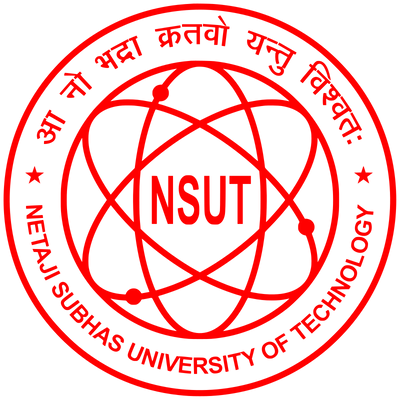 आ नो भद्रा क्रतवो यन्तु विश्वतः
NSUT
★ NETAJI SUBHAS UNIVERSITY OF TECHNOLOGY ★